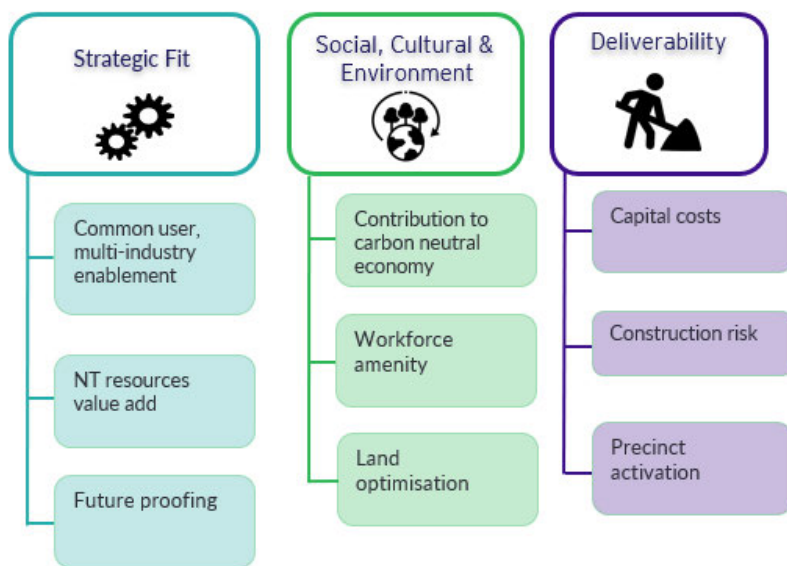 Strategic Fit
Common user,
multi-industry
enablement
NT resources
value add
Future proofing
Social, Cultural &
Environment
Contribution to
carbon neutral
economy
Workforce
amenity
Land
optimisation
Deliverability
Capital costs
Construction risk
Precinct
activation